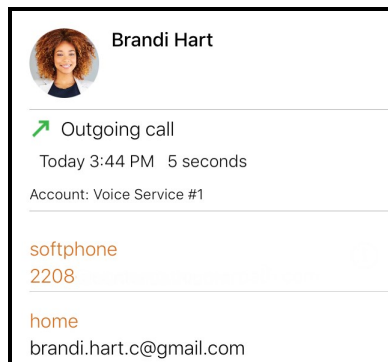 Brandi Hart
Outgoing call
Today 3:44 PM 5 seconds
Account: Voice Service #1
softphone
2208
home
brandi.hart.c@gmail.com